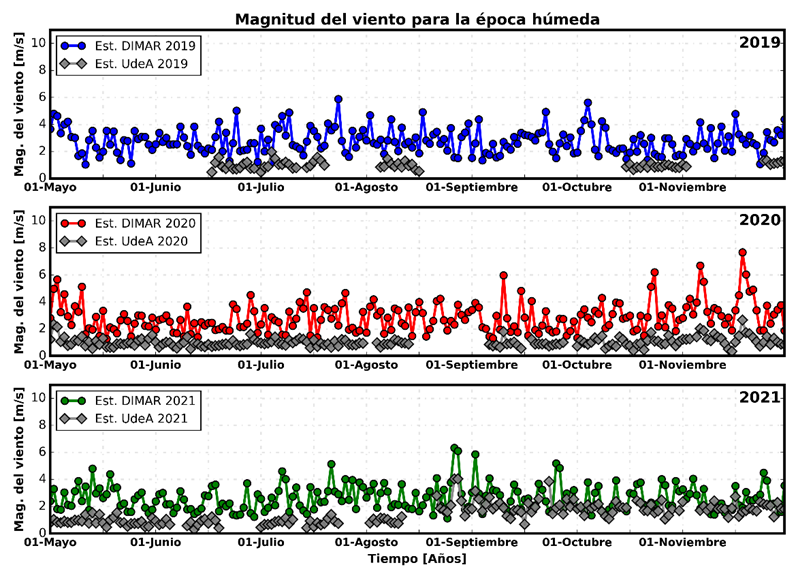 Magnitud del viento para la época húmeda
Mag. del viento [m/s]
10
8
6
4
2
0
Est. DIMAR 2019
Est. UdeA 2019
2019
01-Mayo 01-Junio 01-Julio 01-Agosto 01-Septiembre 01-Octubre 01-Noviembre
Mag. del viento [m/s]
10
8
6
4
2
0
Est. DIMAR 2020
Est. UdeA 2020
2020
01-Mayo 01-Junio 01-Julio 01-Agosto 01-Septiembre 01-Octubre 01-Noviembre
Mag. del viento [m/s]
10
8
6
4
2
0
Est. DIMAR 2021
Est. UdeA 2021
2021
01-Mayo 01-Junio 01-Julio 01-Agosto 01-Septiembre 01-Octubre 01-Noviembre
Tiempo [Años]